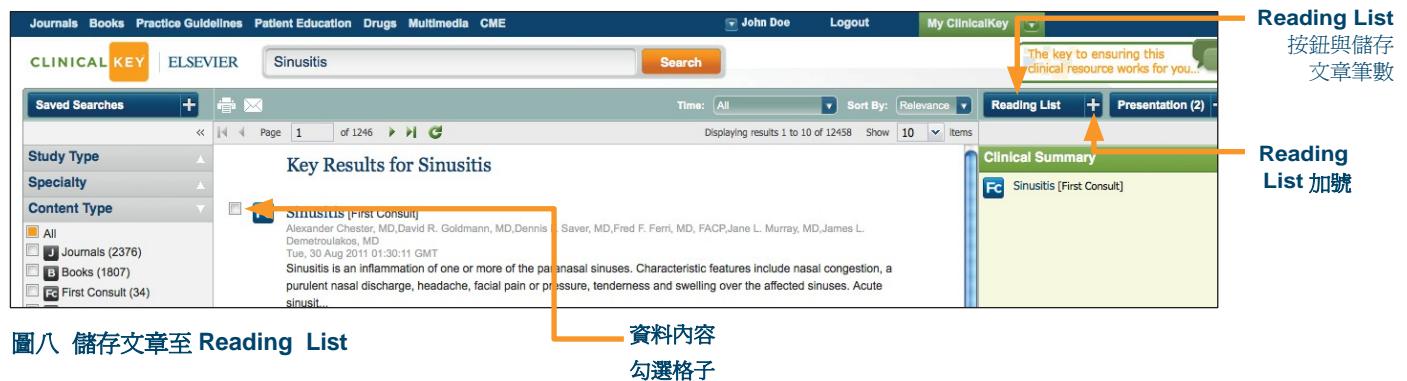 Journals Books Practice Guidelines Patient Education Drugs Multimedia CME John Doe Logout My ClinicalKey
Reading List
按鈕與儲存
文章筆數
CLINICAL KEY ELSEVIER Sinusitis Search
The key to ensuring this
clinical resource works for you...
Saved Searches + Time: All Sort By: Relevance Reading List + Presentation (2)
« Page 1 of 1246 Displaying results 1 to 10 of 12458 Show 10 items
Study Type
Specialty
Content Type
All
J Journals (2376)
B Books (1807)
FC First Consult (34)
Key Results for Sinusitis
Sinusitis [First Consult]
Alexander Chester, MD,David R. Goldmann, MD,Dennis Saver, MD,Fred F. Ferri, MD, FACP,Jane L. Murray, MD,James L.
Demetroulakos, MD
Tue, 30 Aug 2011 01:30:11 GMT
Sinusitis is an inflammation of one or more of the paranasal sinuses. Characteristic features include nasal congestion, a
purulent nasal discharge, headache, facial pain or pressure, tenderness and swelling over the affected sinuses. Acute
sinusit...
Clinical Summary
FC Sinusitis [First Consult]
Reading
List 加號
圖八 儲存文章至 Reading List
資料內容
勾選格子